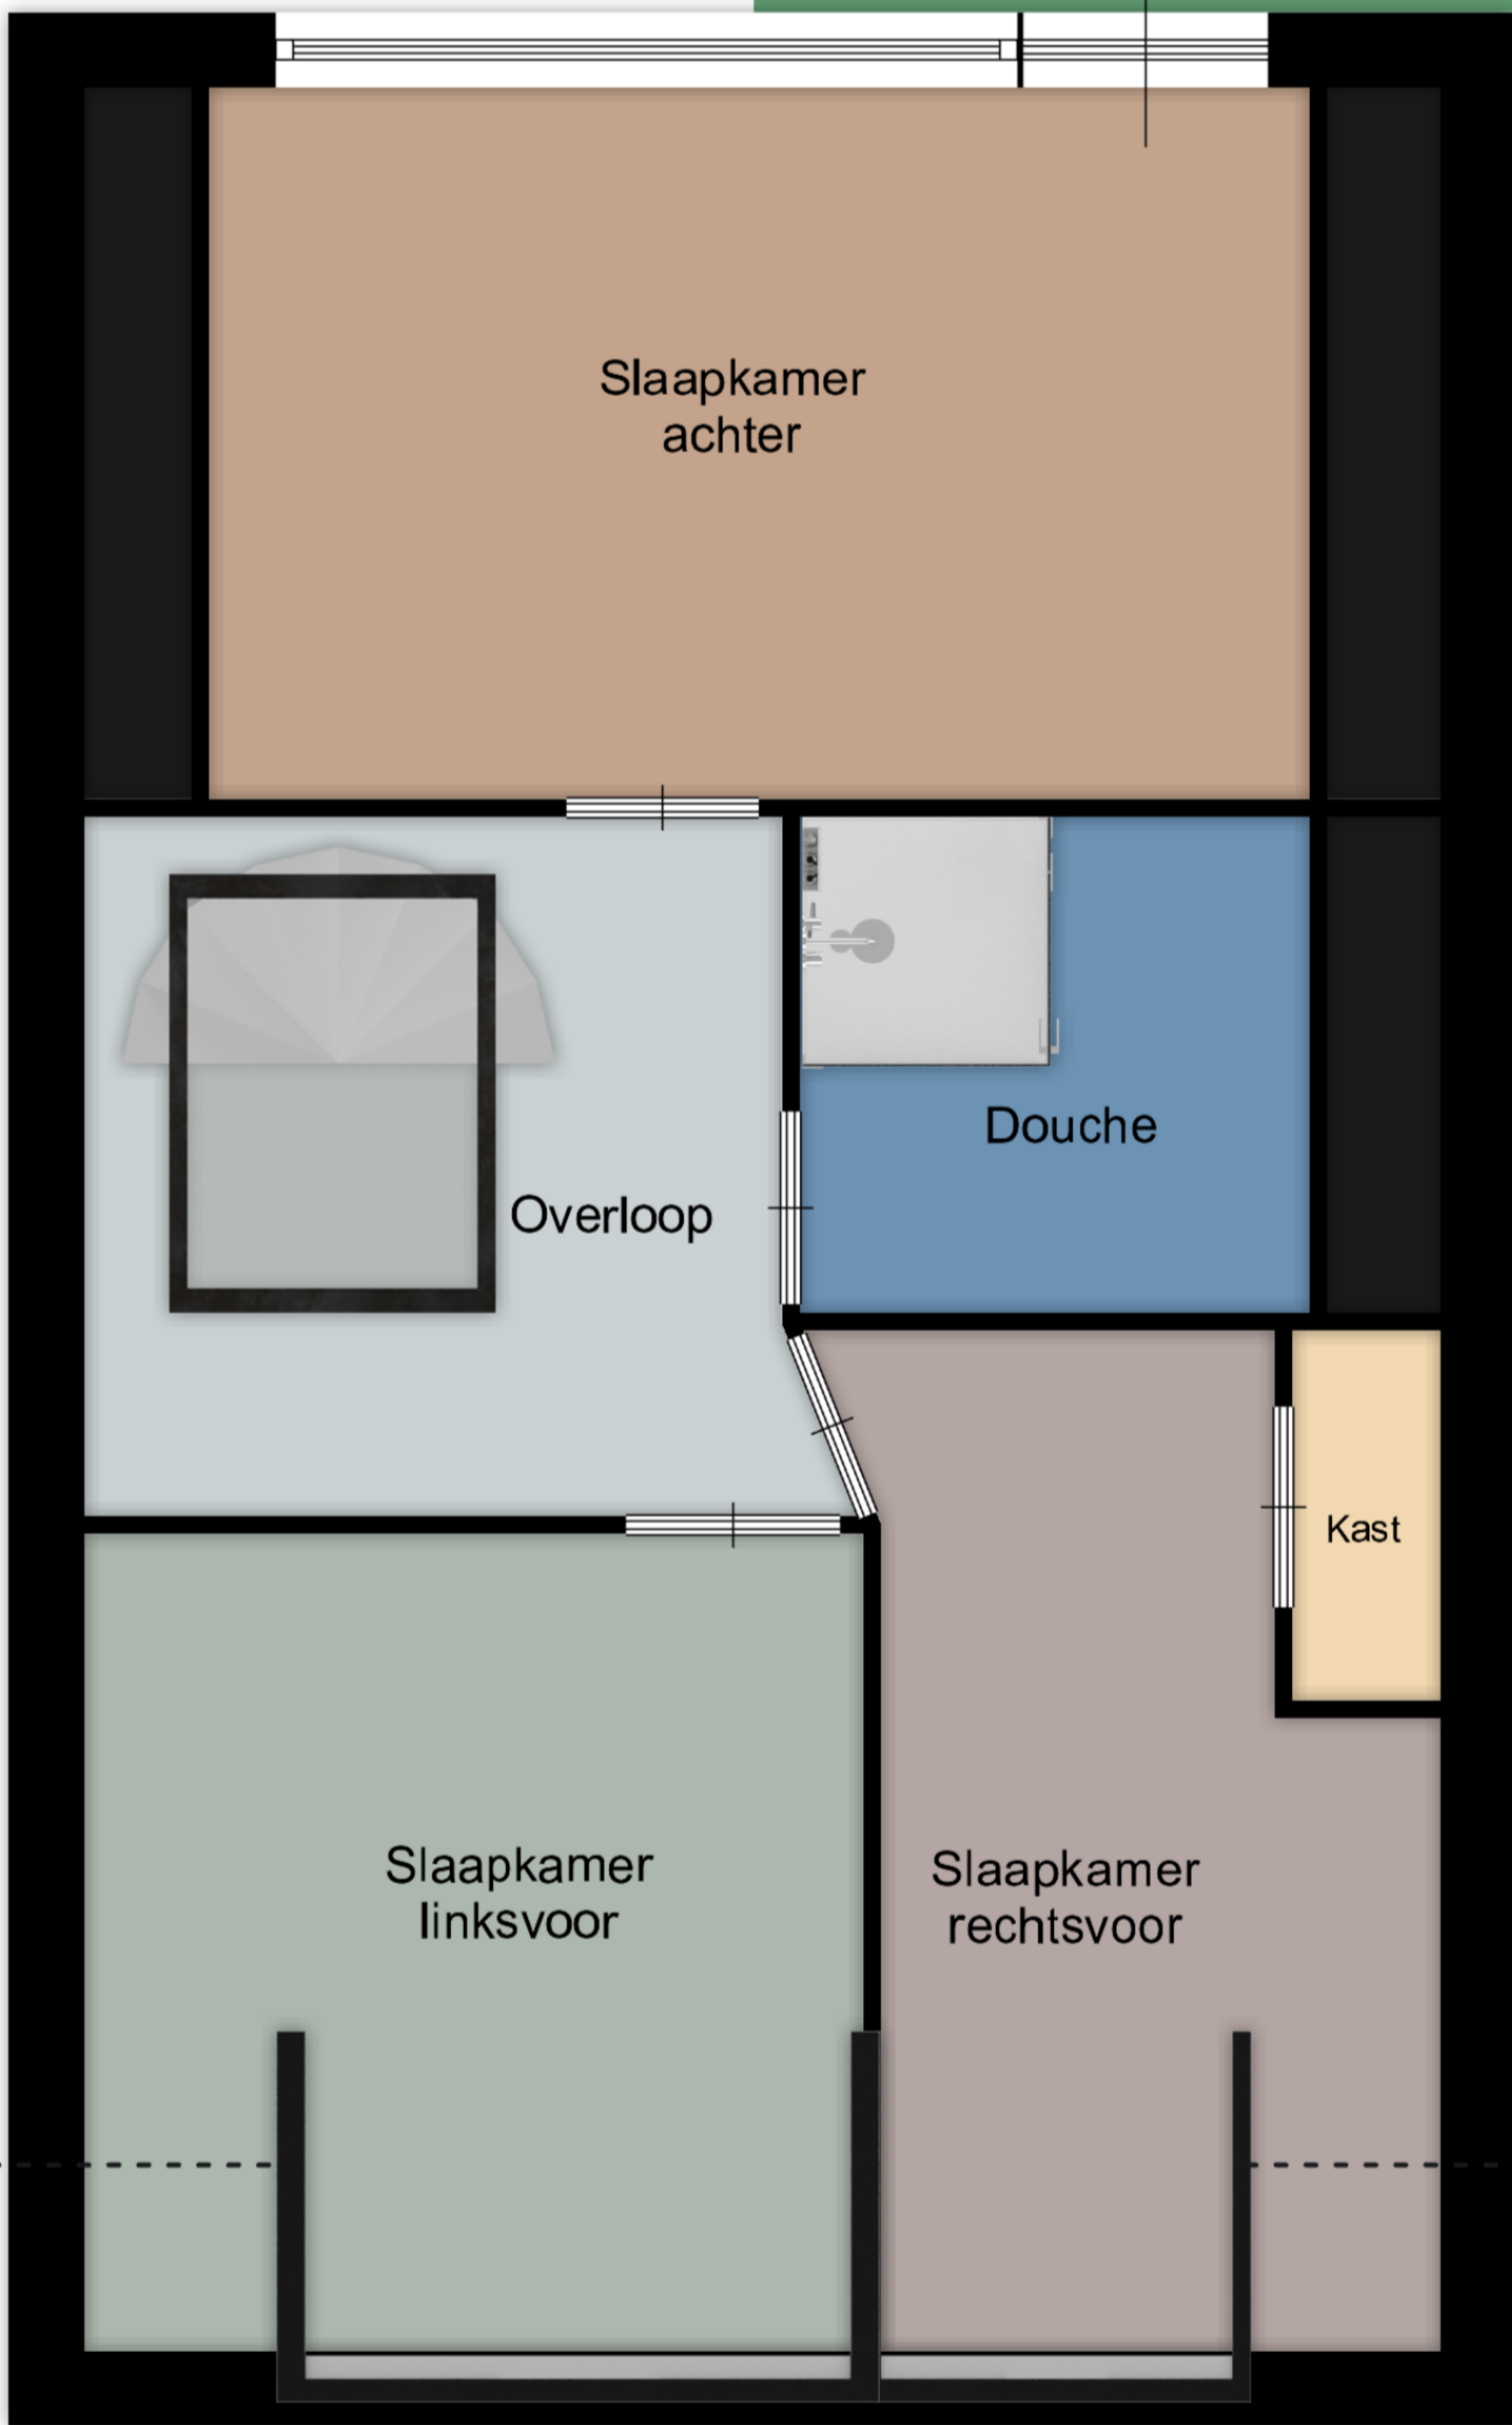 Slaapkamer
achter
Douche
Overloop
Kast
Slaapkamer
linksvoor
Slaapkamer
rechtsvoor